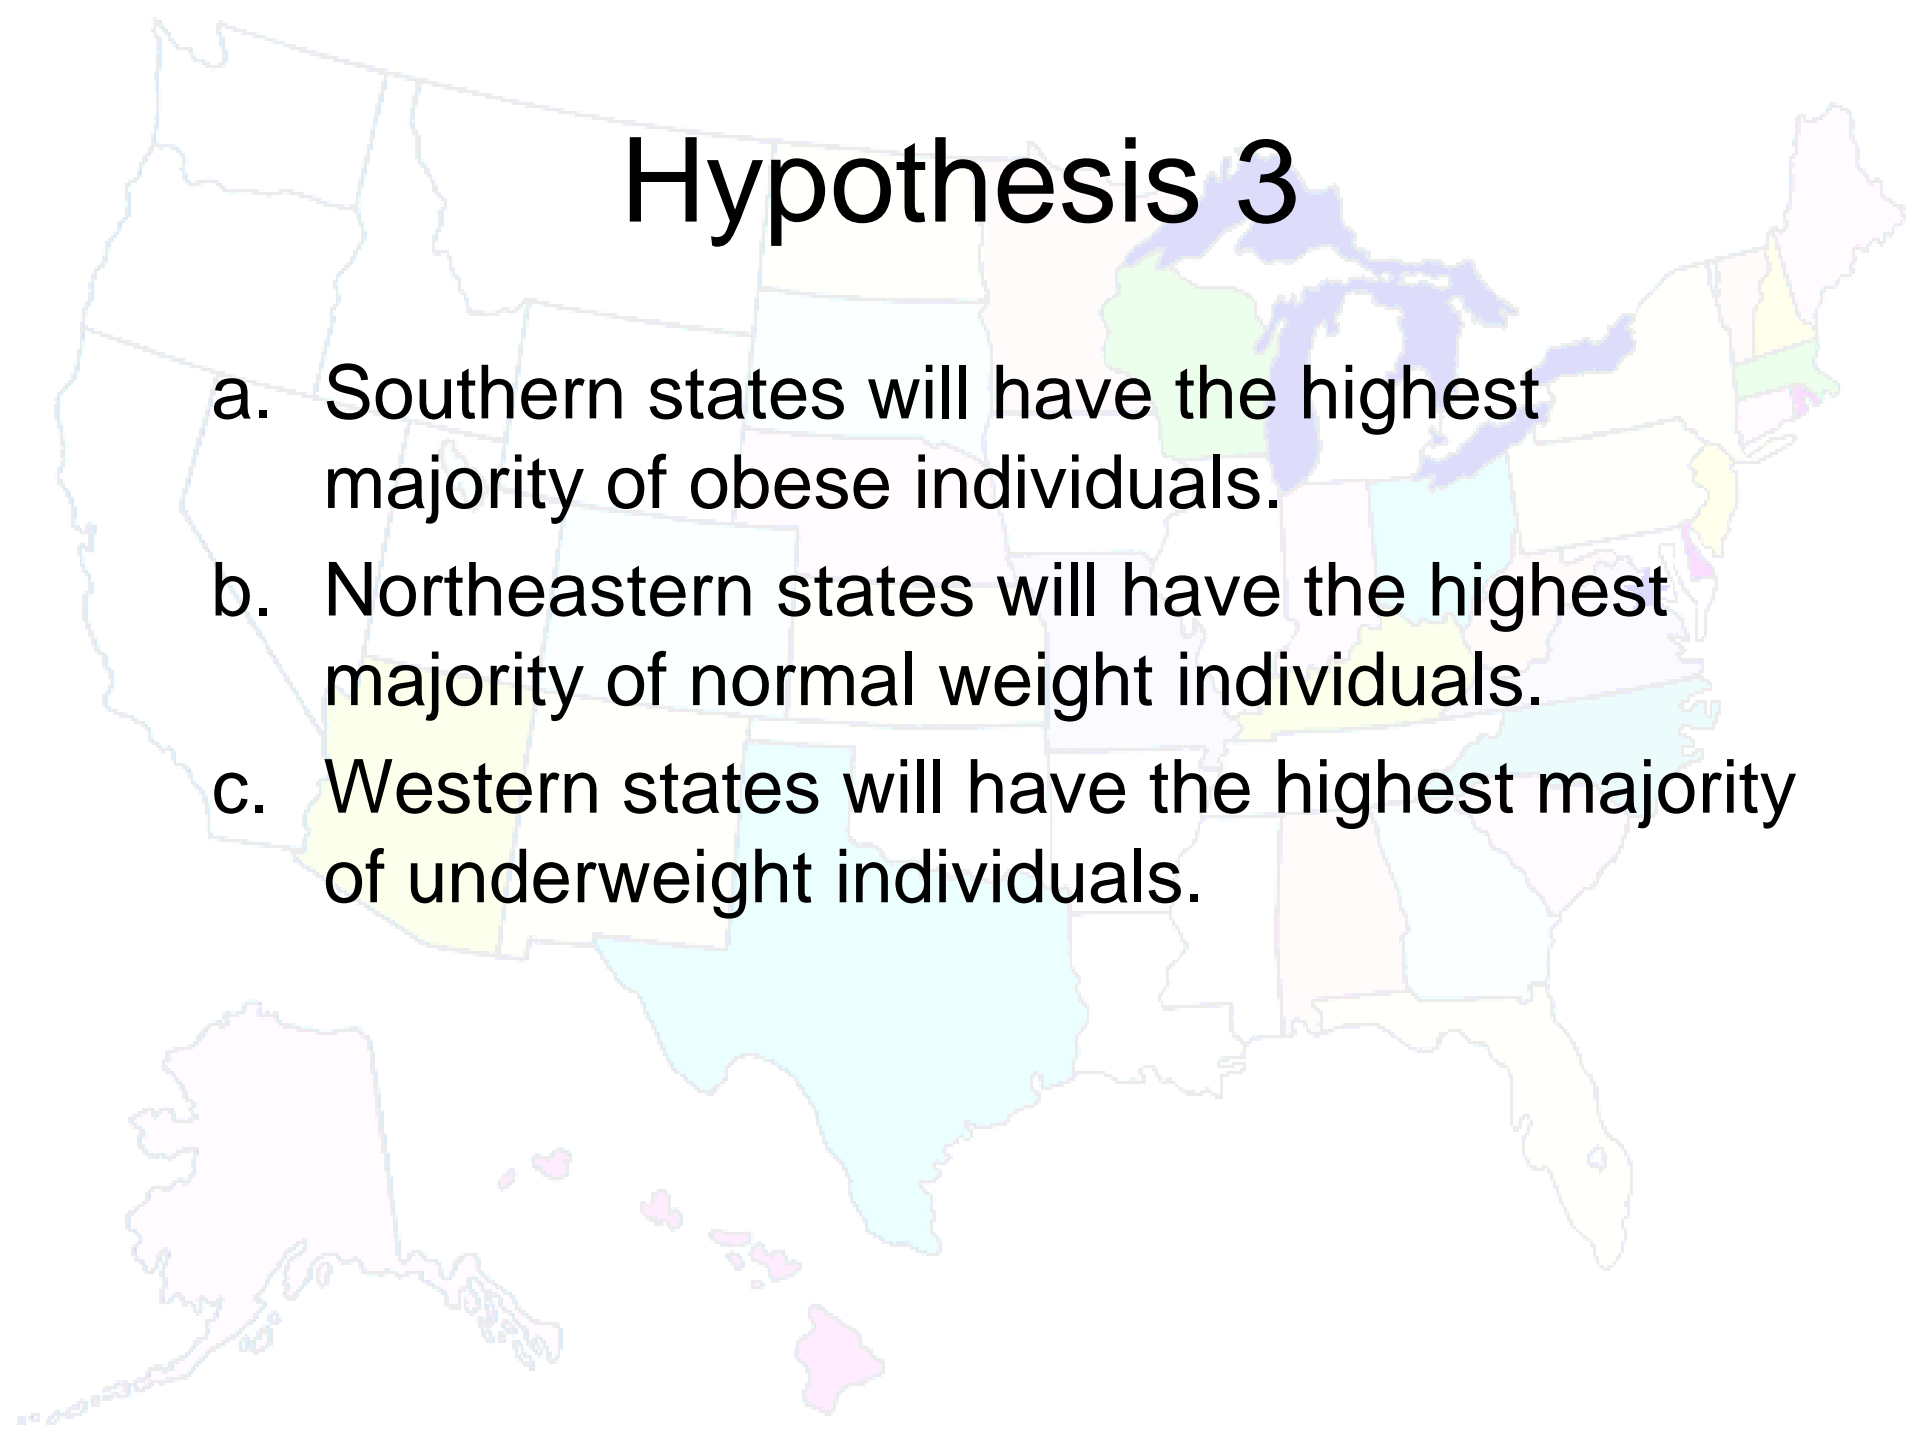 Hypothesis 3
a. Southern states will have the highest
majority of obese individuals.
b. Northeastern states will have the highest
majority of normal weight individuals.
c. Western states will have the highest majority
of underweight individuals.